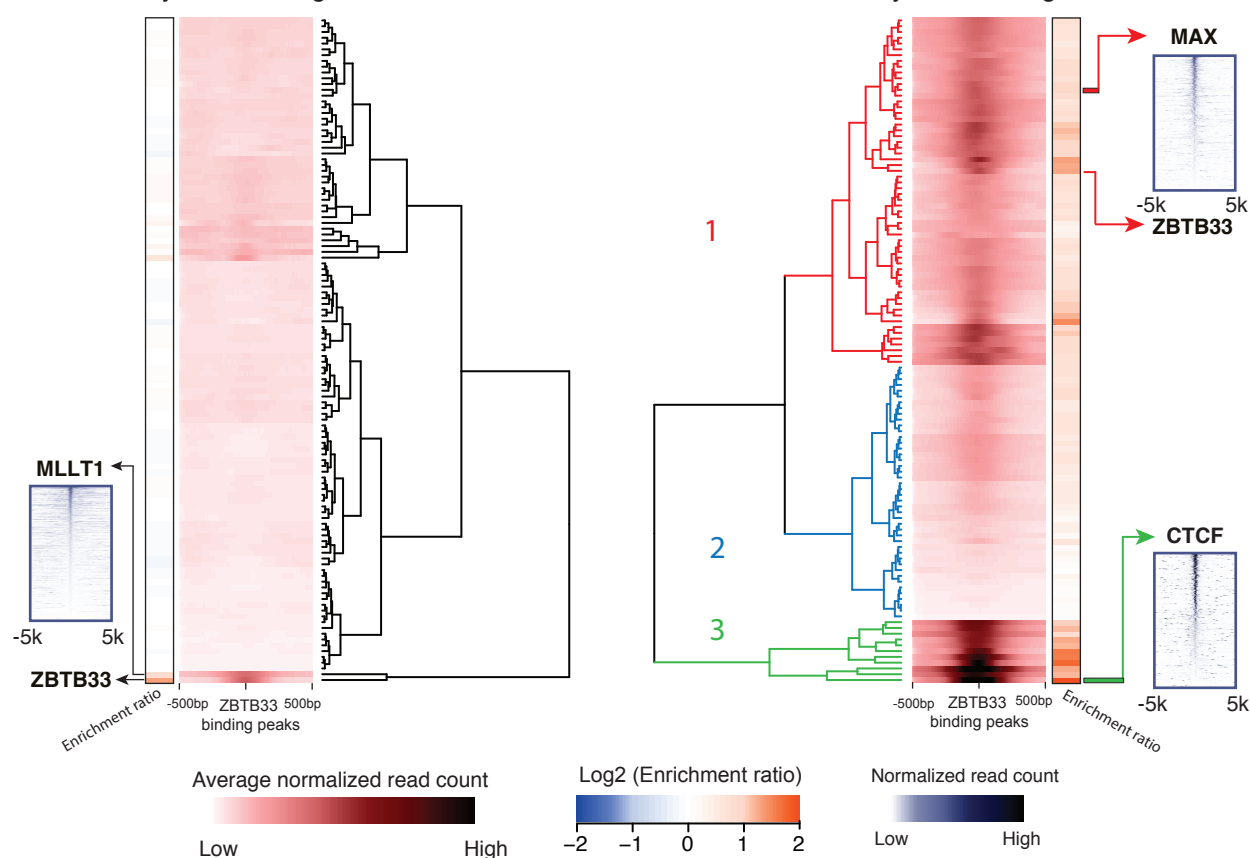 MAX
-5k 5k
ZBTB33
1
2
3
MLLT1
-5k 5k
ZBTB33
Enrichment ratio
-500bp ZBTB33 500bp
binding peaks
CTCF
-5k 5k
-500bp ZBTB33 500bp
binding peaks
Enrichment ratio
Average normalized read count
Low High
Log2 (Enrichment ratio)
−2 −1 0 1 2
Normalized read count
Low High